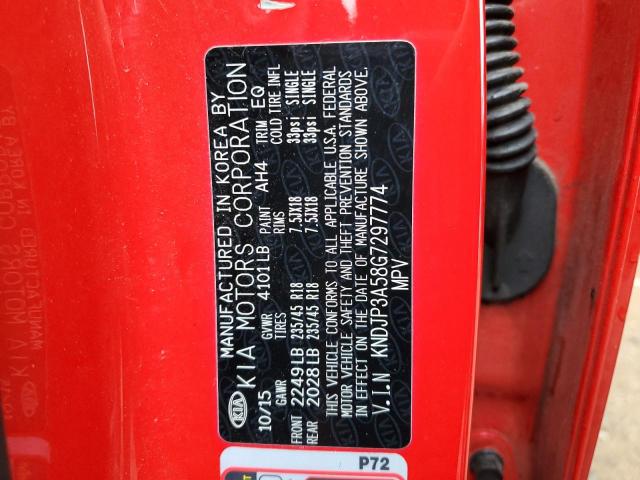 MANUFACTURED IN KOREA BY
KIA KIA MOTORS CORPORATION
10/15 GVWR 4101LB PAINT AH4 TRIM EQ
GAWR TIRES RIMS COLD TIRE INFL
FRONT 2249LB 235/45 R18 7.5JX18 33psi SINGLE
REAR 2028LB 235/45 R18 7.5JX18 33psi SINGLE
THIS VEHICLE CONFORMS TO ALL APPLICABLE U.S.A. FEDERAL
MOTOR VEHICLE SAFETY AND THEFT PREVENTION STANDARDS
IN EFFECT ON THE DATE OF MANUFACTURE SHOWN ABOVE.
V.I.N KNDJP3A58G7297774
MPV
P72